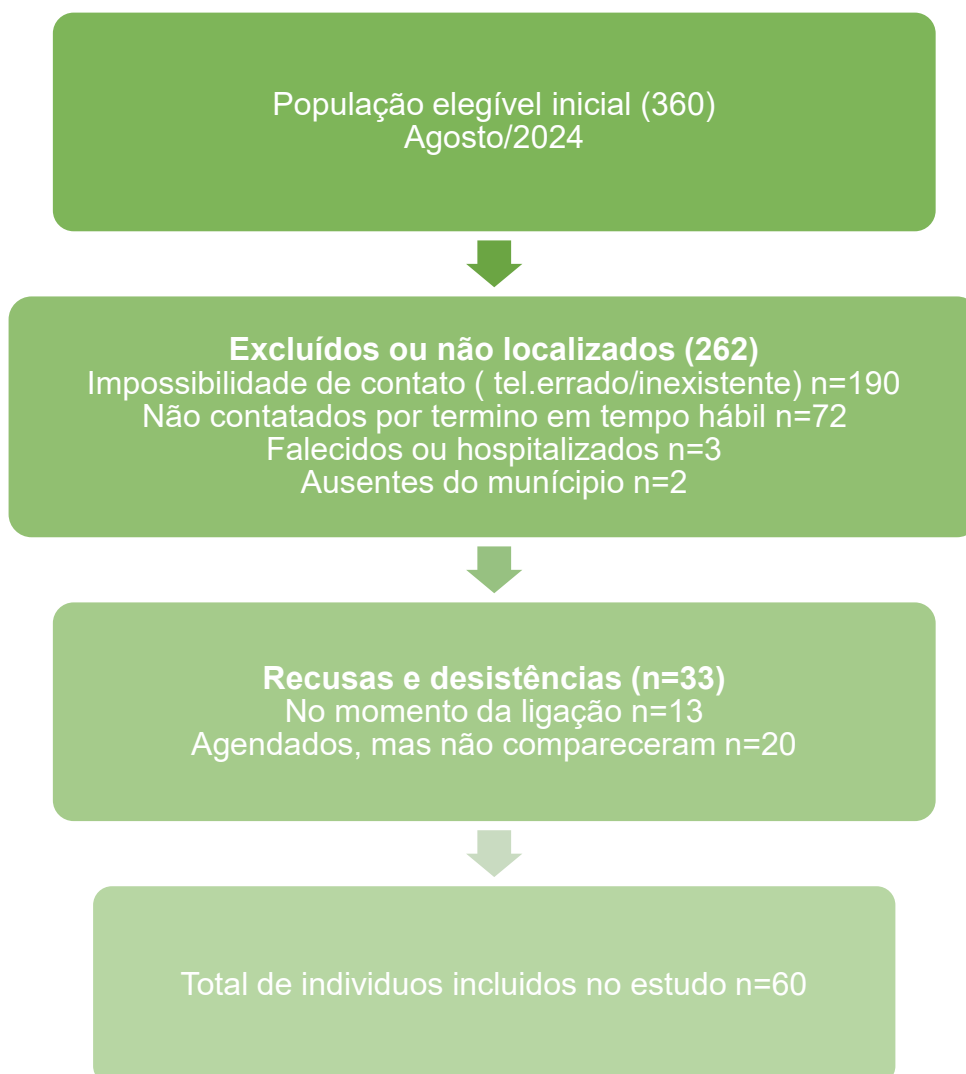 População elegível inicial (360)
Agosto/2024
Excluídos ou não localizados (262)
Impossibilidade de contato ( tel.errado/inexistente) n=190
Não contatados por termino em tempo hábil n=72
Falecidos ou hospitalizados n=3
Ausentes do munícipio n=2
Recusas e desistências (n=33)
No momento da ligação n=13
Agendados, mas não compareceram n=20
Total de individuos incluidos no estudo n=60